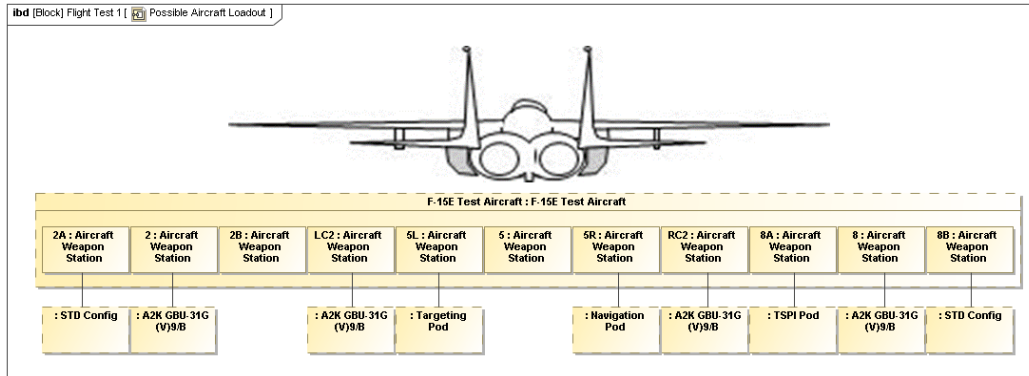 ibd [Block] Flight Test 1 [ Possible Aircraft Loadout ]
F-15E Test Aircraft : F-15E Test Aircraft
2A : Aircraft
Weapon
Station
2 : Aircraft
Weapon
Station
2B : Aircraft
Weapon
Station
LC2 : Aircraft
Weapon
Station
5L : Aircraft
Weapon
Station
5 : Aircraft
Weapon
Station
5R : Aircraft
Weapon
Station
RC2 : Aircraft
Weapon
Station
8A : Aircraft
Weapon
Station
8 : Aircraft
Weapon
Station
8B : Aircraft
Weapon
Station
: STD Config
: A2K GBU-31G
(V)9/B
: A2K GBU-31G
(V)9/B
: Targeting
Pod
: Navigation
Pod
: A2K GBU-31G
(V)9/B
: TSPI Pod
: A2K GBU-31G
(V)9/B
: STD Config